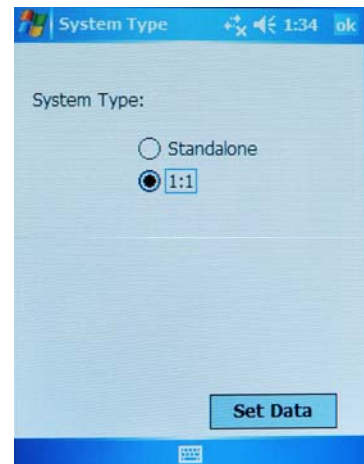 System Type 1:34 ok
System Type:
Standalone
1:1
Set Data